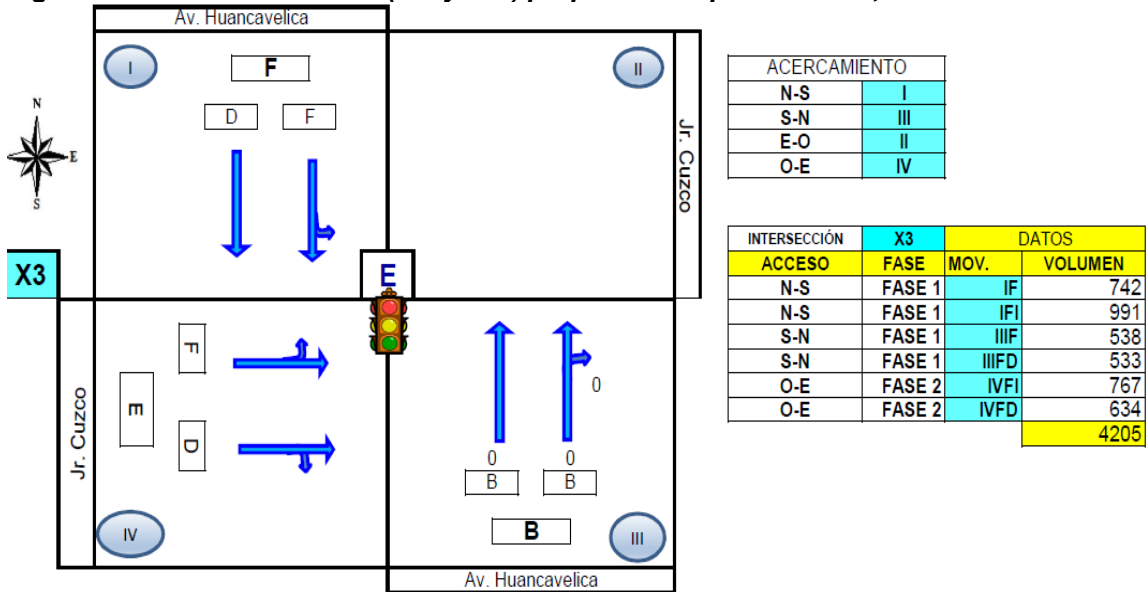 Av. Huancavelica
I
F
II
D
F
N
E
S
Jr. Cuzco
X3
E
F
E
D
Jr. Cuzco
0
0
0
B
B
B
IV
III
Av. Huancavelica
ACERCAMIENTO
N-S I
S-N III
E-O II
O-E IV
INTERSECCIÓN X3 DATOS
ACCESO FASE MOV. VOLUMEN
N-S FASE 1 IF 742
N-S FASE 1 IFI 991
S-N FASE 1 IIIF 538
S-N FASE 1 IIIFD 533
O-E FASE 2 IVFI 767
O-E FASE 2 IVFD 634
4205